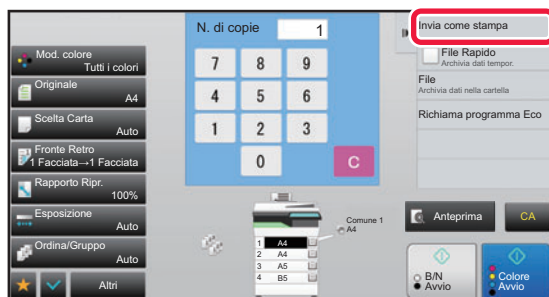 Mod. colore
Tutti i colori
Originale
A4
Scelta Carta
Auto
Fronte Retro
1 Facciata→1 Facciata
Rapporto Ripr.
100%
Esposizione
Auto
Ordina/Gruppo
Auto
Altri
N. di copie
1
7 8 9
4 5 6
1 2 3
0 C
Comune 1
A4
1 A4
2 A4
3 A5
4 B5
Invia come stampa
File Rapido
Archivia dati tempor.
File
Archivia dati nella cartella
Richiama programma Eco
Anteprima
CA
B/N
Avvio
Colore
Avvio